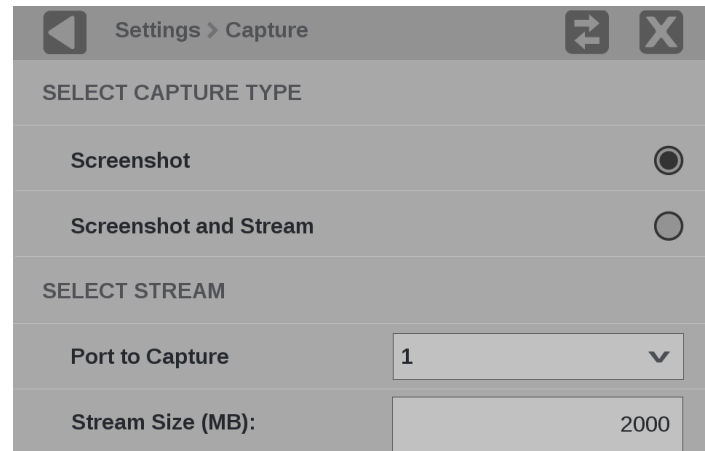 Settings > Capture
SELECT CAPTURE TYPE
Screenshot
Screenshot and Stream
SELECT STREAM
Port to Capture 1
Stream Size (MB): 2000